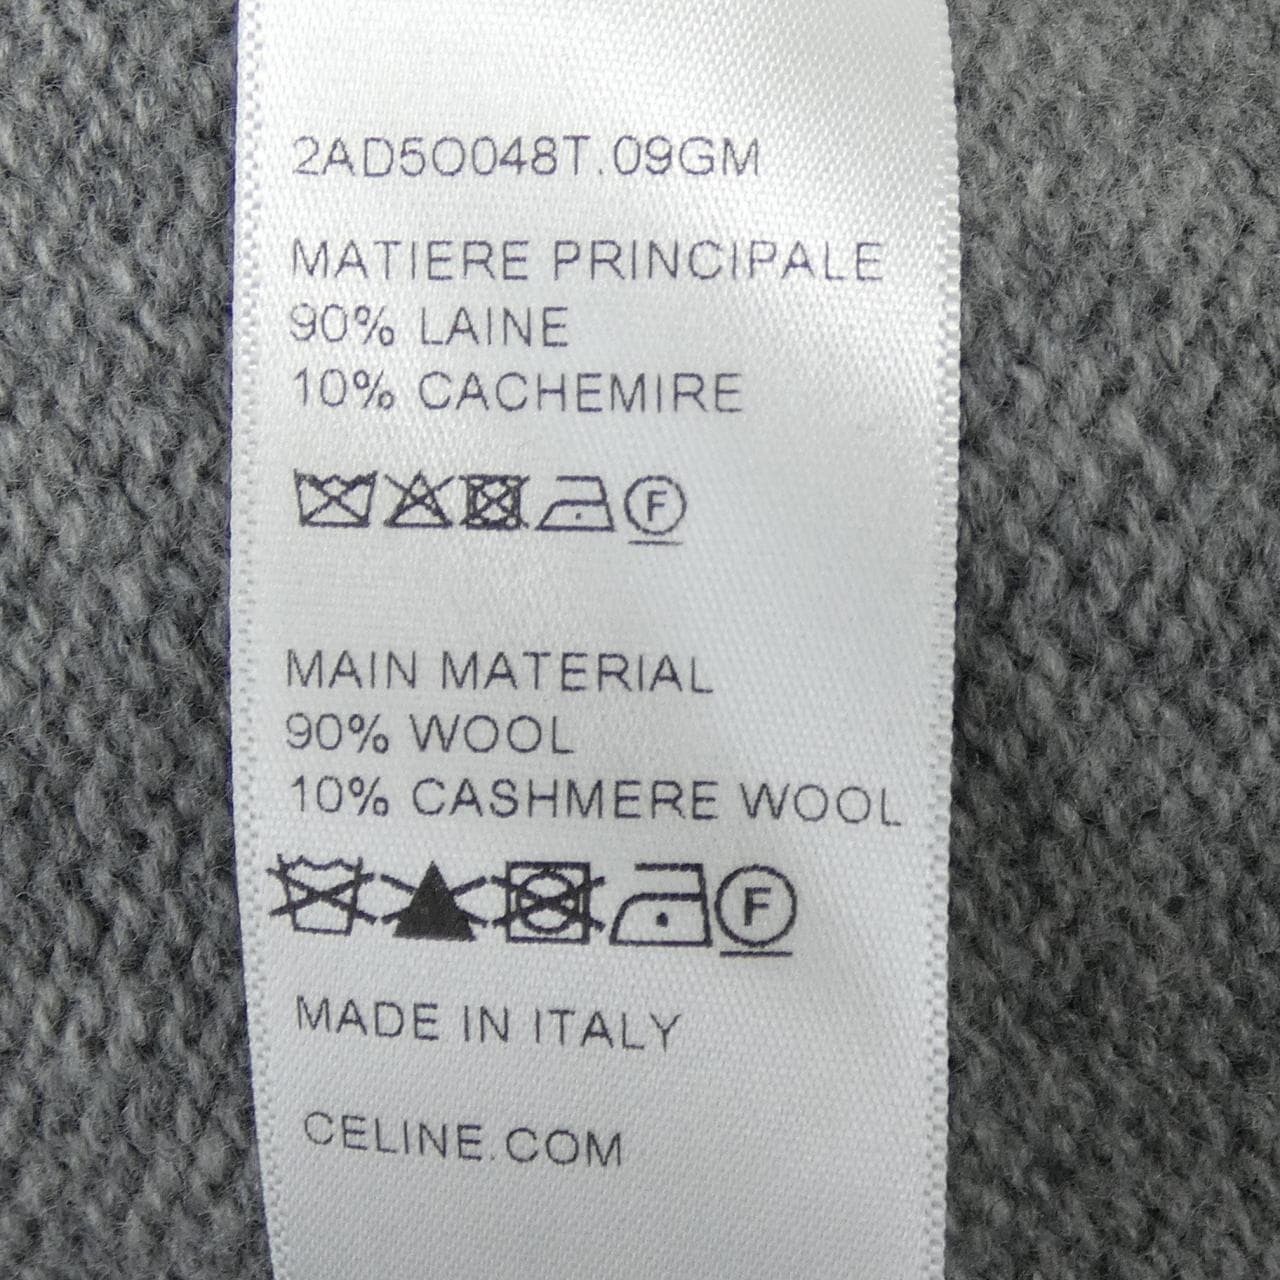 2AD5O048T.09GM
MATIERE PRINCIPALE
90% LAINE
10% CACHEMIRE
F
MAIN MATERIAL
90% WOOL
10% CASHMERE WOOL
F
MADE IN ITALY
CELINE.COM